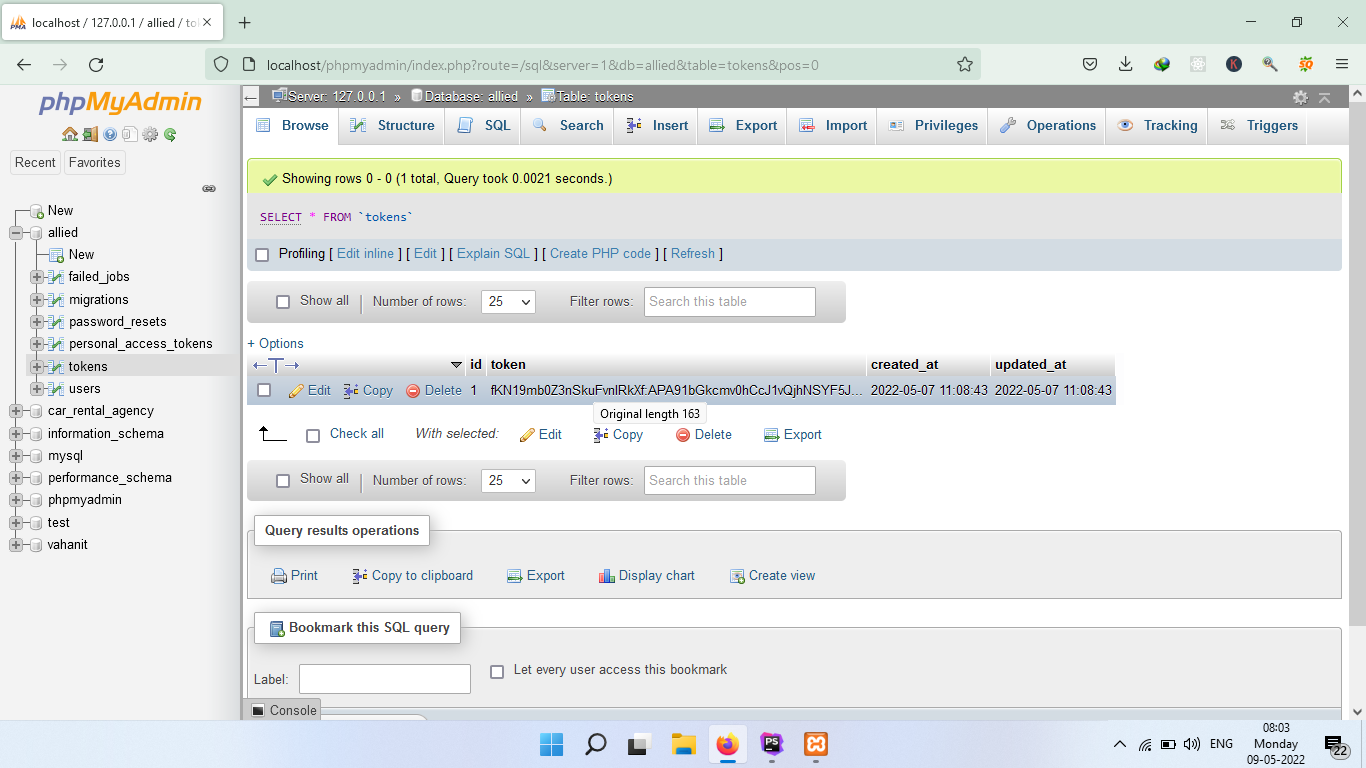 localhost / 127.0.0.1 / allied / to
localhost/phpmyadmin/index.php?route=/sql&server=1&db=allied&table=tokens&pos=0
phpMyAdmin
Recent Favorites
New
allied
New
failed_jobs
migrations
password_resets
personal_access_tokens
tokens
users
car_rental_agency
information_schema
mysql
performance_schema
phpmyadmin
test
vahanit
Server: 127.0.0.1 » Database: allied » Table: tokens
Browse Structure SQL Search Insert Export Import Privileges Operations Tracking Triggers
Showing rows 0 - 0 (1 total, Query took 0.0021 seconds.)
SELECT * FROM `tokens`
Profiling [ Edit inline ] [ Edit ] [ Explain SQL ] [ Create PHP code ] [ Refresh ]
Show all Number of rows: 25 Filter rows: Search this table
+ Options
id token created_at updated_at
Edit Copy Delete 1 fKN19mb0Z3nSkuFvnlRkXf:APA91bGkcmv0hCcJ1vQjhNSYF5J... 2022-05-07 11:08:43 2022-05-07 11:08:43
Original length 163
Check all With selected: Edit Copy Delete Export
Show all Number of rows: 25 Filter rows: Search this table
Query results operations
Print Copy to clipboard Export Display chart Create view
Bookmark this SQL query
Label: Let every user access this bookmark
Console
ENG
08:03
Monday
09-05-2022
22